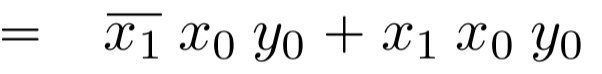 = \overline{x_1} x_0 y_0 + x_1 x_0 y_0